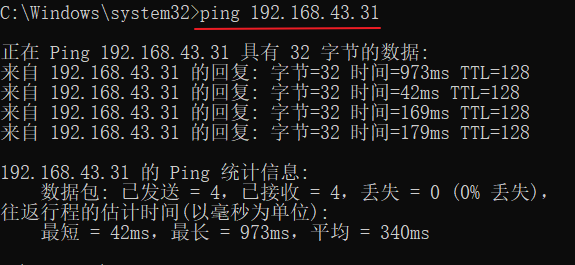 C:\Windows\system32>ping 192.168.43.31
正在 Ping 192.168.43.31 具有 32 字节的数据:
来自 192.168.43.31 的回复: 字节=32 时间=973ms TTL=128
来自 192.168.43.31 的回复: 字节=32 时间=42ms TTL=128
来自 192.168.43.31 的回复: 字节=32 时间=169ms TTL=128
来自 192.168.43.31 的回复: 字节=32 时间=179ms TTL=128
192.168.43.31 的 Ping 统计信息:
数据包: 已发送 = 4，已接收 = 4，丢失 = 0 (0% 丢失)，
往返行程的估计时间(以毫秒为单位):
最短 = 42ms，最长 = 973ms，平均 = 340ms